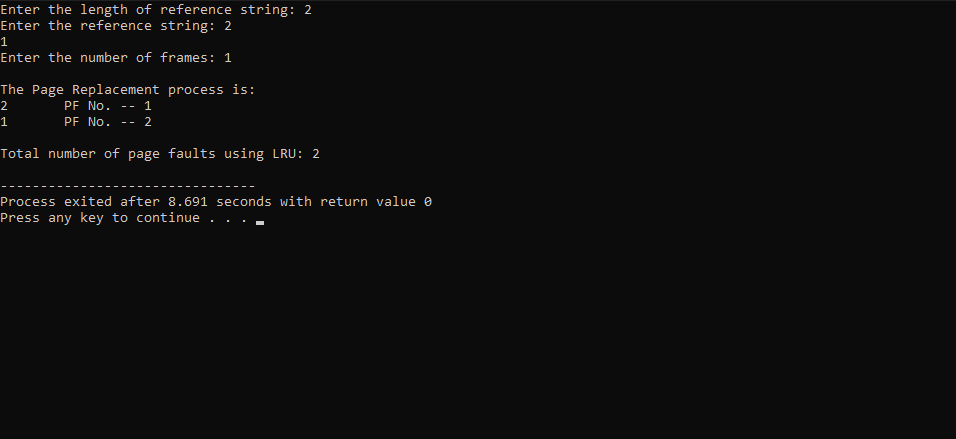 Enter the length of reference string: 2
Enter the reference string: 2
1
Enter the number of frames: 1
The Page Replacement process is:
2       PF No. -- 1
1       PF No. -- 2
Total number of page faults using LRU: 2
--------------------------------
Process exited after 8.691 seconds with return value 0
Press any key to continue . . .